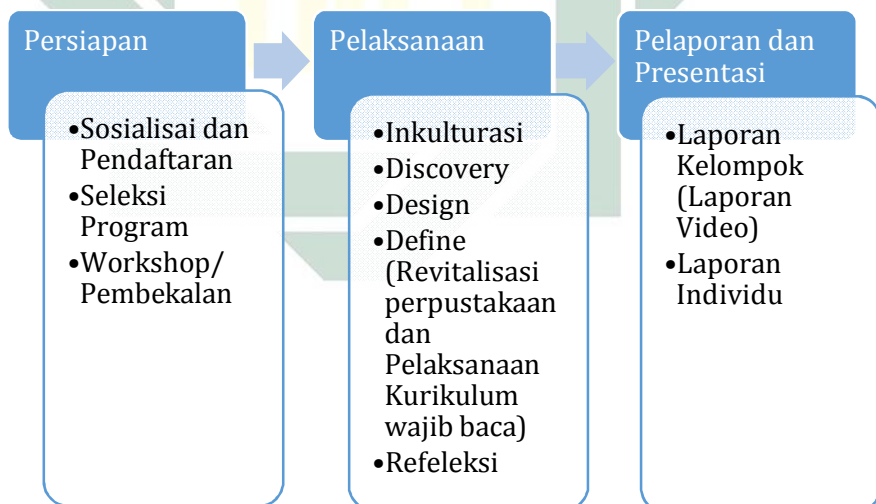 Persiapan
•Sosialisai dan
Pendaftaran
•Seleksi
Program
•Workshop/
Pembekalan
Pelaksanaan
•Inkulturasi
•Discovery
•Design
•Define
(Revitalisasi
perpustakaan
dan
Pelaksanaan
Kurikulum
wajib baca)
•Refeleksi
Pelaporan dan
Presentasi
•Laporan
Kelompok
(Laporan
Video)
•Laporan
Individu